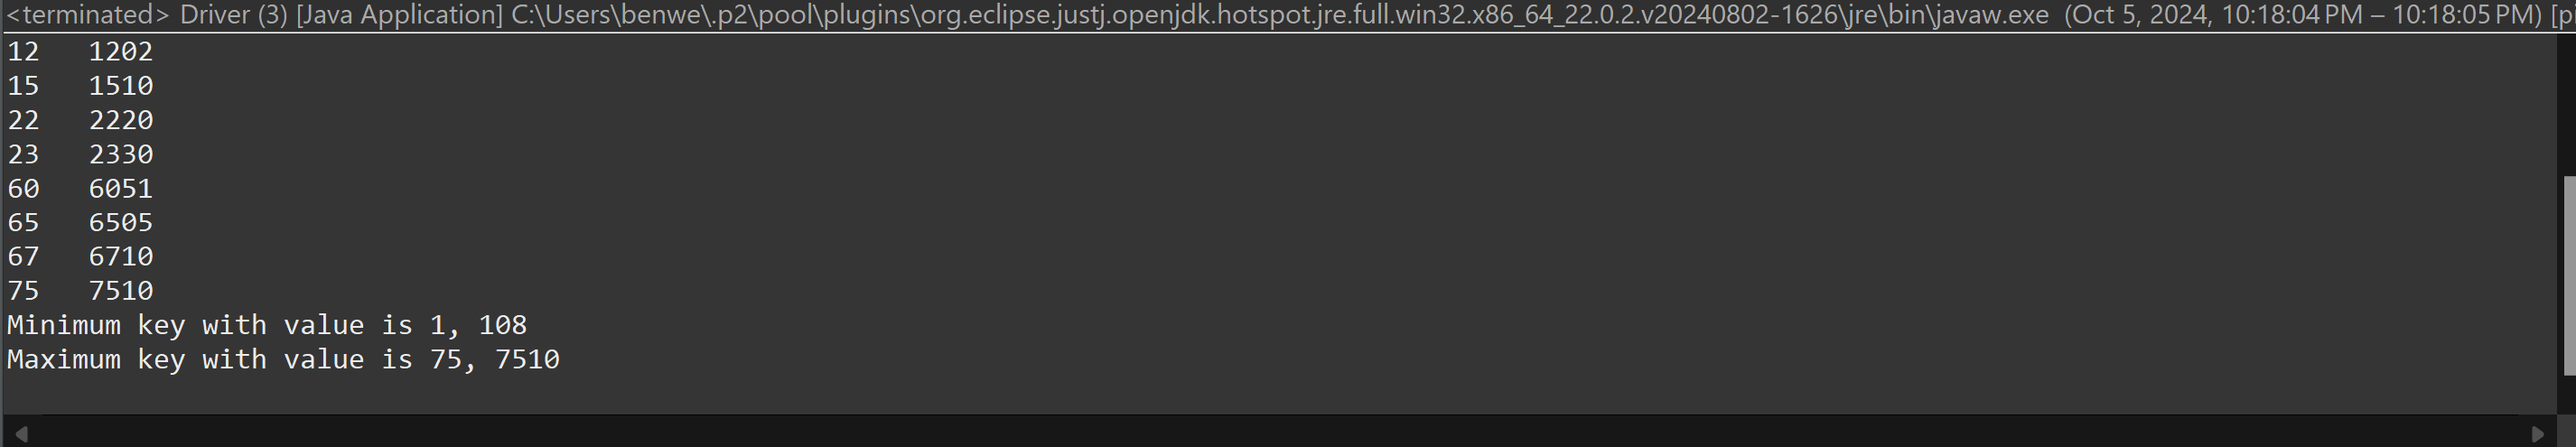 <terminated> Driver (3) [Java Application] C:\Users\benwe\.p2\pool\plugins\org.eclipse.justj.openjdk.hotspot.jre.full.win32.x86_64_22.0.2.v20240802-1626\jre\bin\javaw.exe (Oct 5, 2024, 10:18:04 PM – 10:18:05 PM) [pi
12 1202
15 1510
22 2220
23 2330
60 6051
65 6505
67 6710
75 7510
Minimum key with value is 1, 108
Maximum key with value is 75, 7510